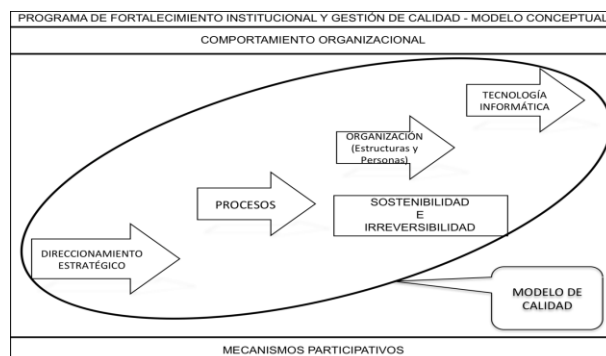 PROGRAMA DE FORTALECIMIENTO INSTITUCIONAL Y GESTIÓN DE CALIDAD - MODELO CONCEPTUAL
COMPORTAMIENTO ORGANIZACIONAL
TECNOLOGÍA
INFORMÁTICA
ORGANIZACIÓN
(Estructuras y
Personas)
PROCESOS
SOSTENIBILIDAD
E
IRREVERSIBILIDAD
DIRECCIONAMIENTO
ESTRATÉGICO
MODELO DE
CALIDAD
MECANISMOS PARTICIPATIVOS